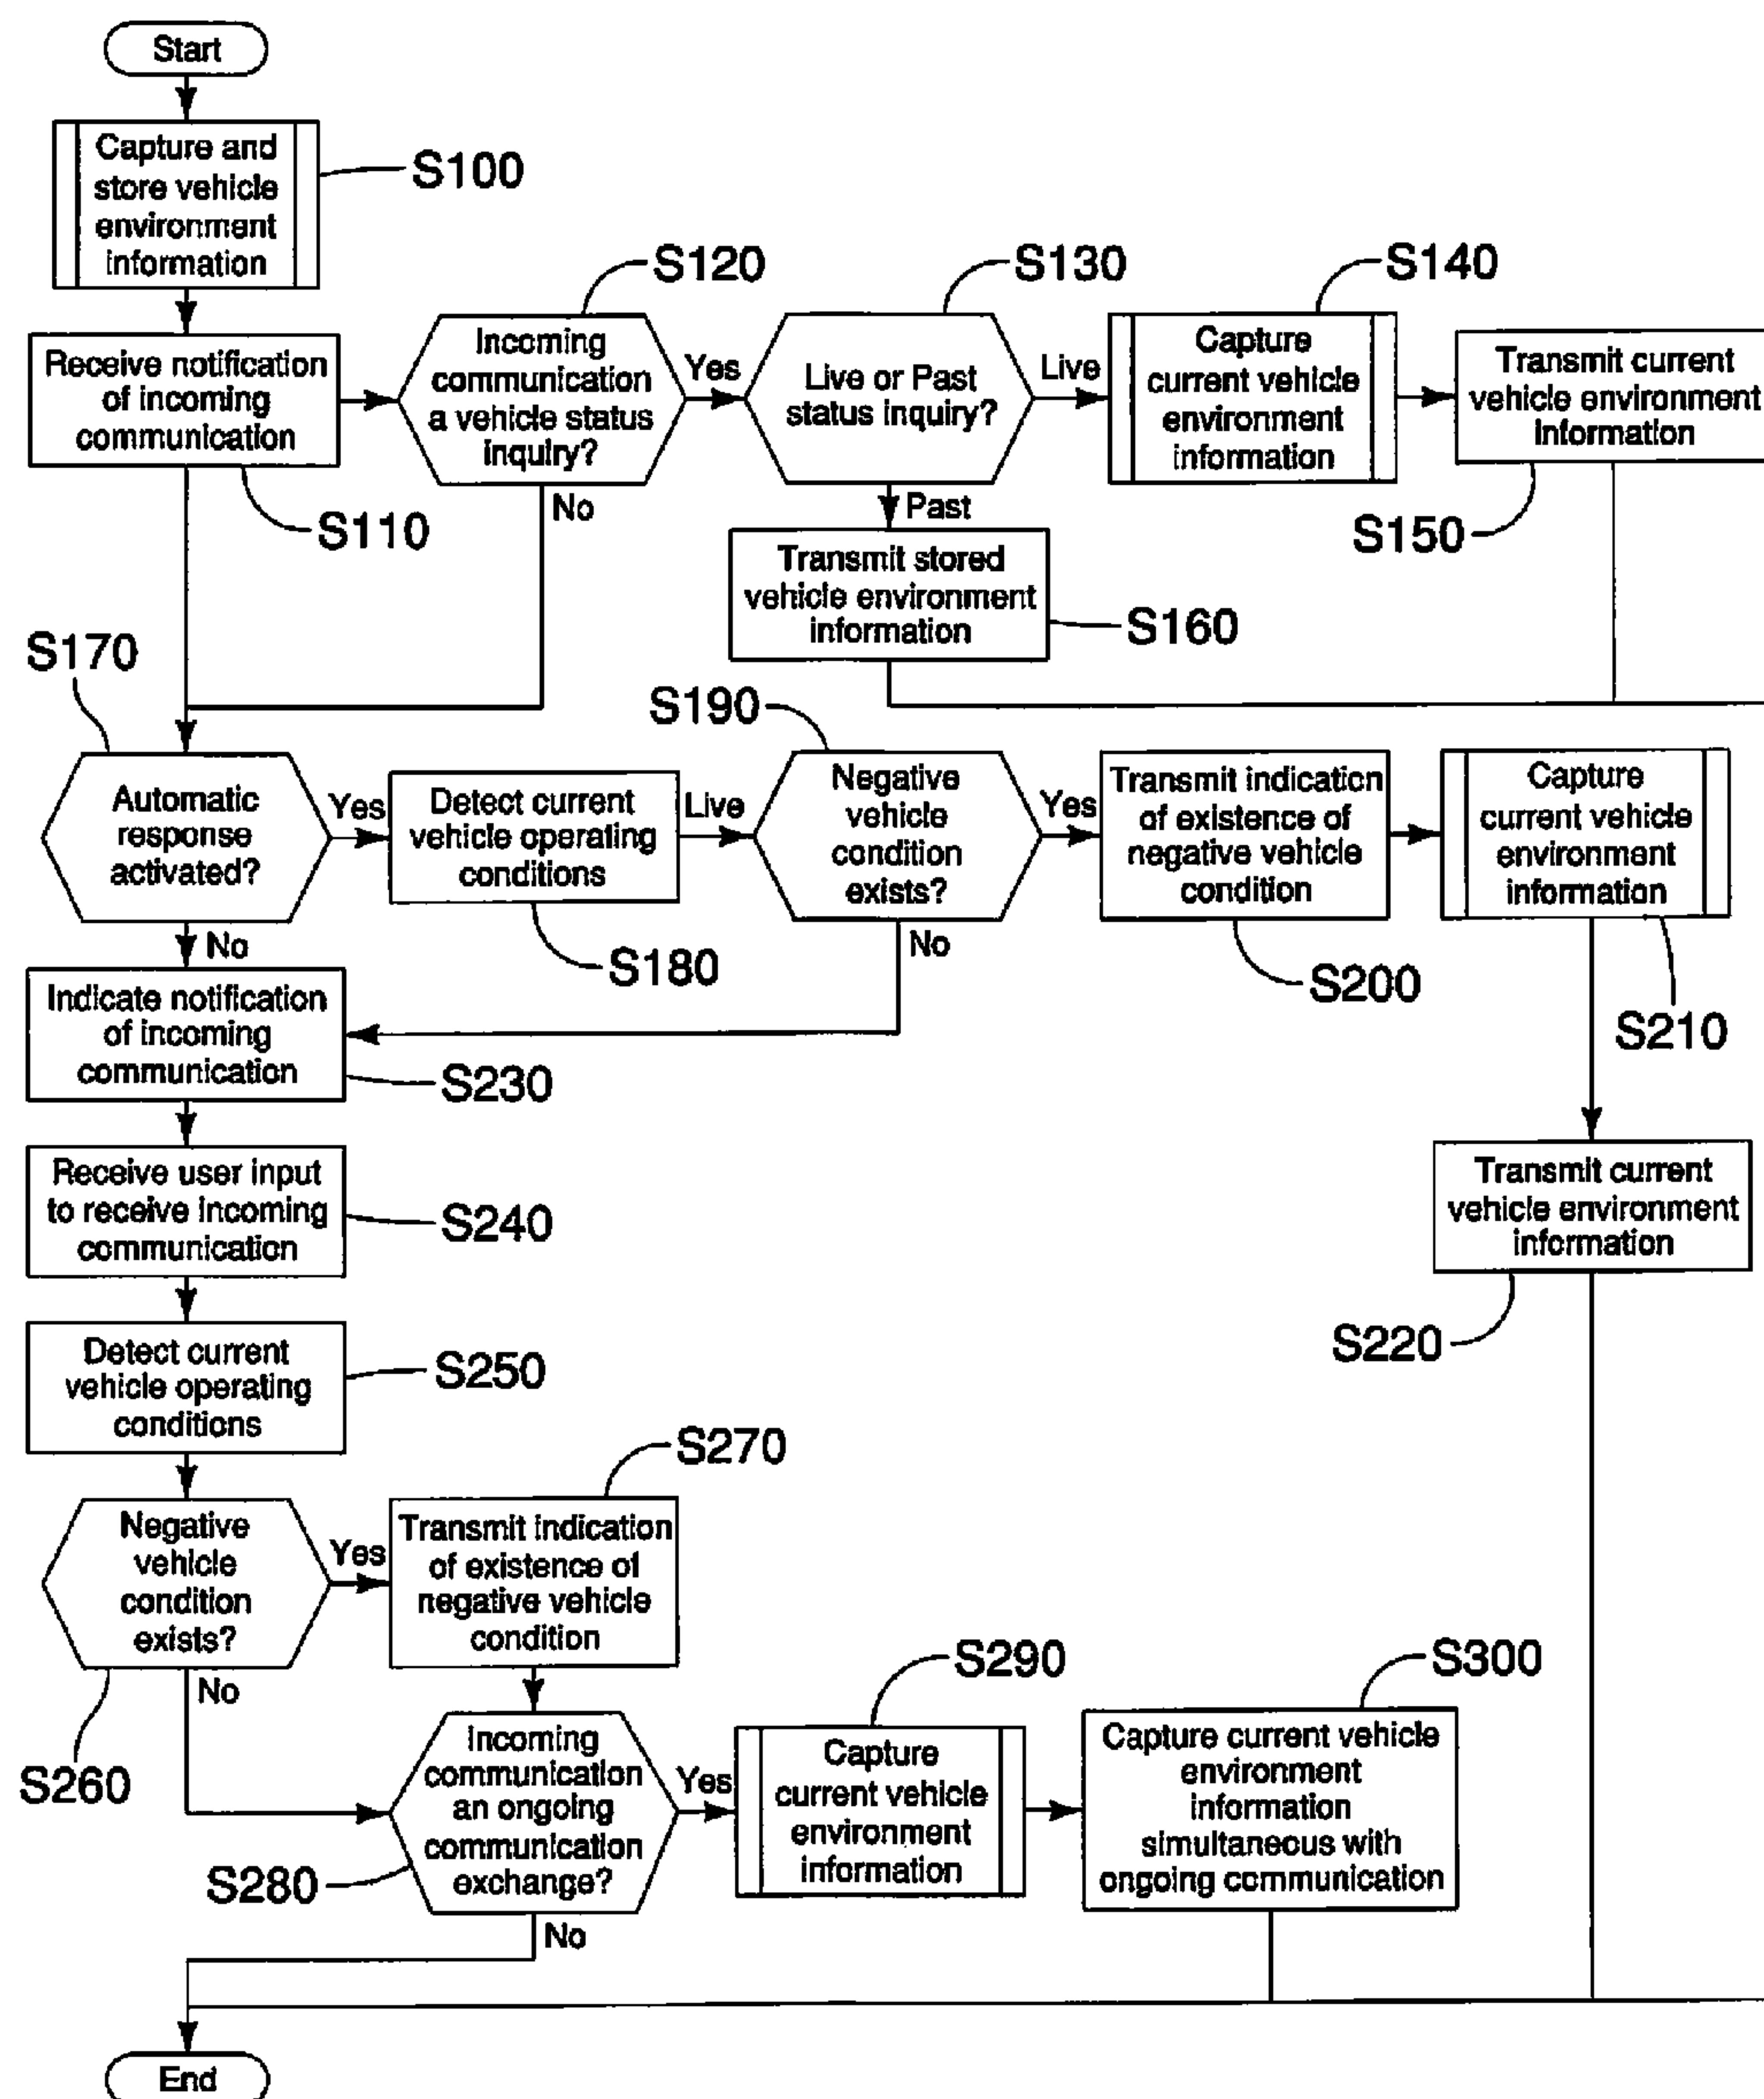 Start
Capture and
store vehicle
environment
information
S100
S120
S130
S140
Receive notification
of incoming
communication
S110
Incoming
communication
a vehicle status
inquiry?
Yes
No
Live or Past
status inquiry?
Live
Past
Capture
current vehicle
environment
information
Transmit current
vehicle environment
information
S150
Transmit stored
vehicle environment
information
S160
S170
S190
Automatic
response
activated?
Yes
No
Detect current
vehicle operating
conditions
S180
Live
Negative
vehicle
condition
exists?
Yes
No
Transmit indication
of existence of
negative vehicle
condition
S200
Capture
current vehicle
environment
information
S210
Indicate notification
of incoming
communication
S230
Receive user input
to receive incoming
communication
S240
Transmit current
vehicle environment
information
S220
Detect current
vehicle operating
conditions
S250
S270
Negative
vehicle
condition
exists?
Yes
No
S260
Transmit indication
of existence of
negative vehicle
condition
S290
S300
Incoming
communication
an ongoing
communication
exchange?
S280
Yes
No
Capture
current vehicle
environment
information
Capture current vehicle
environment
information
simultaneous with
ongoing communication
End